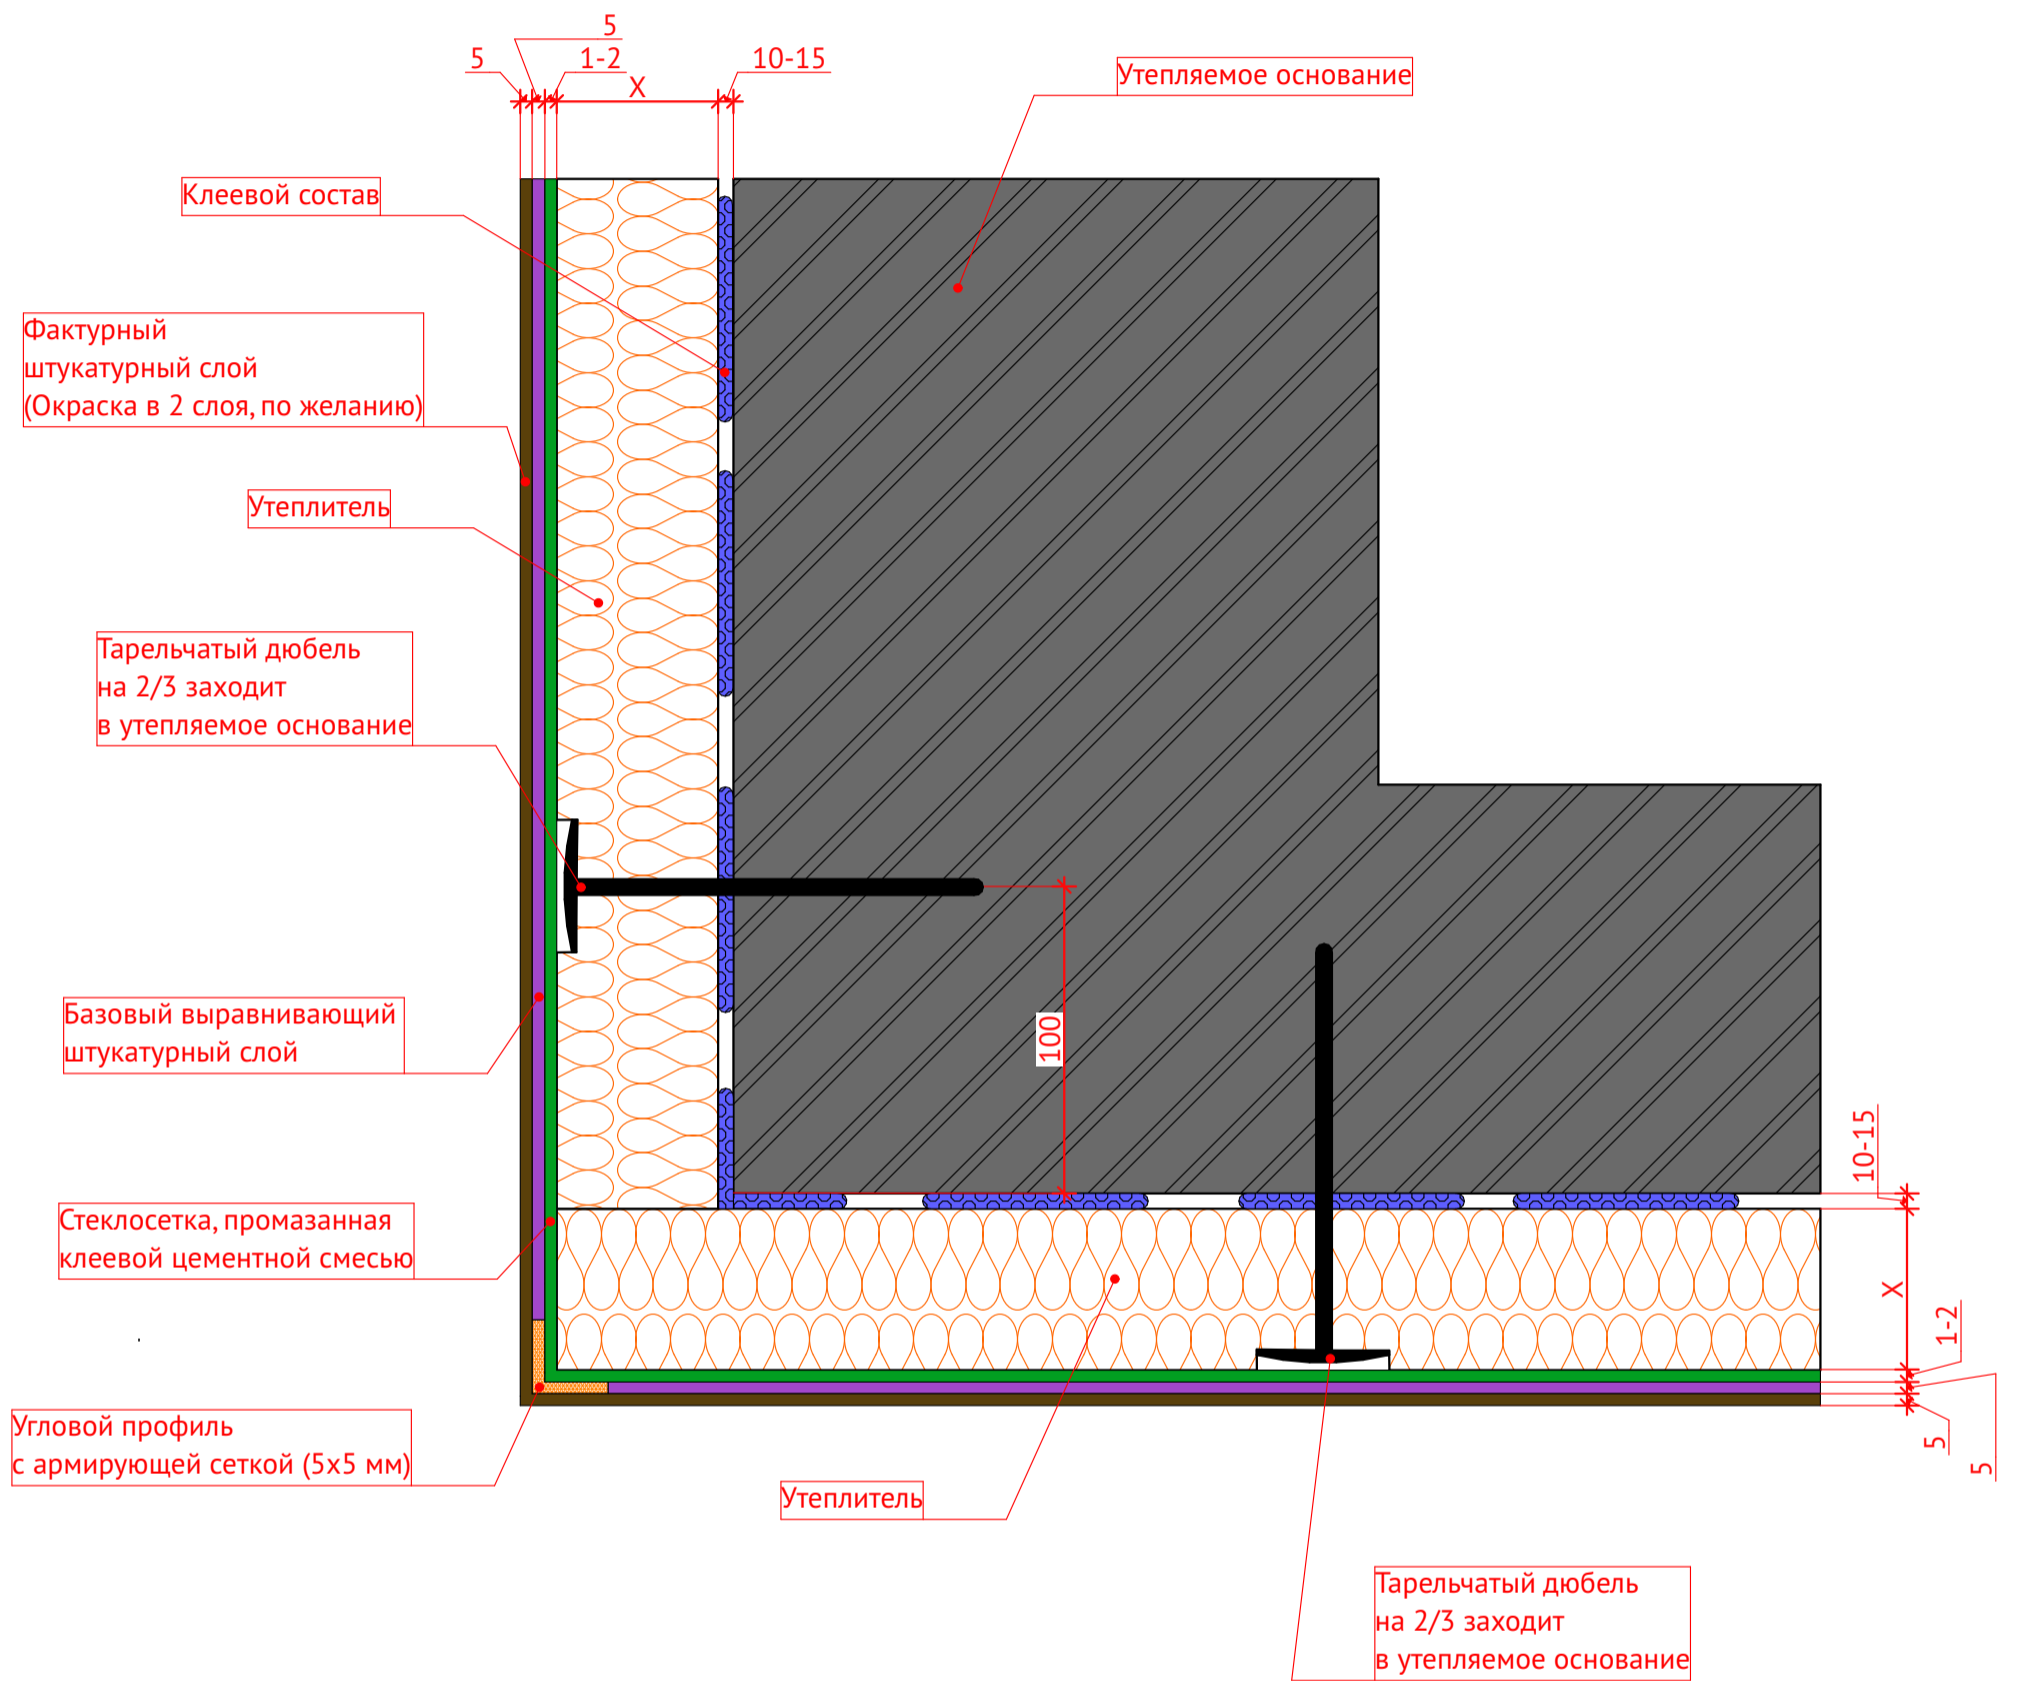 5
5
1-2
X
10-15
Утепляемое основание
Клеевой состав
Фактурный
штукатурный слой
(Окраска в 2 слоя, по желанию)
Утеплитель
Тарельчатый дюбель
на 2/3 заходит
в утепляемое основание
Базовый выравнивающий
штукатурный слой
100
Стеклосетка, промазанная
клеевой цементной смесью
10-15
X
1-2
5
5
Угловой профиль
с армирующей сеткой (5х5 мм)
Утеплитель
Тарельчатый дюбель
на 2/3 заходит
в утепляемое основание